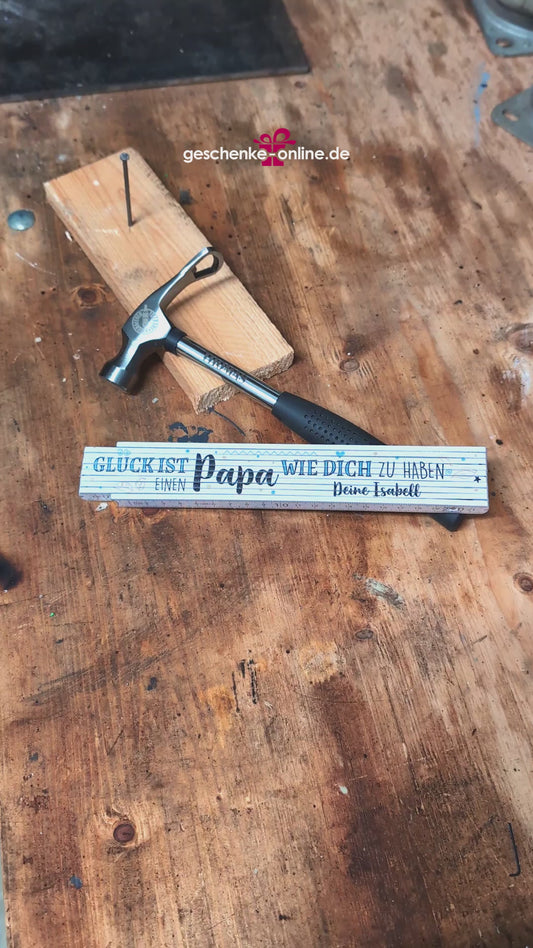 geschenke-online.de
GLÜCK IST EINEN Papa WIE DICH ZU HABEN
Deine Isabell